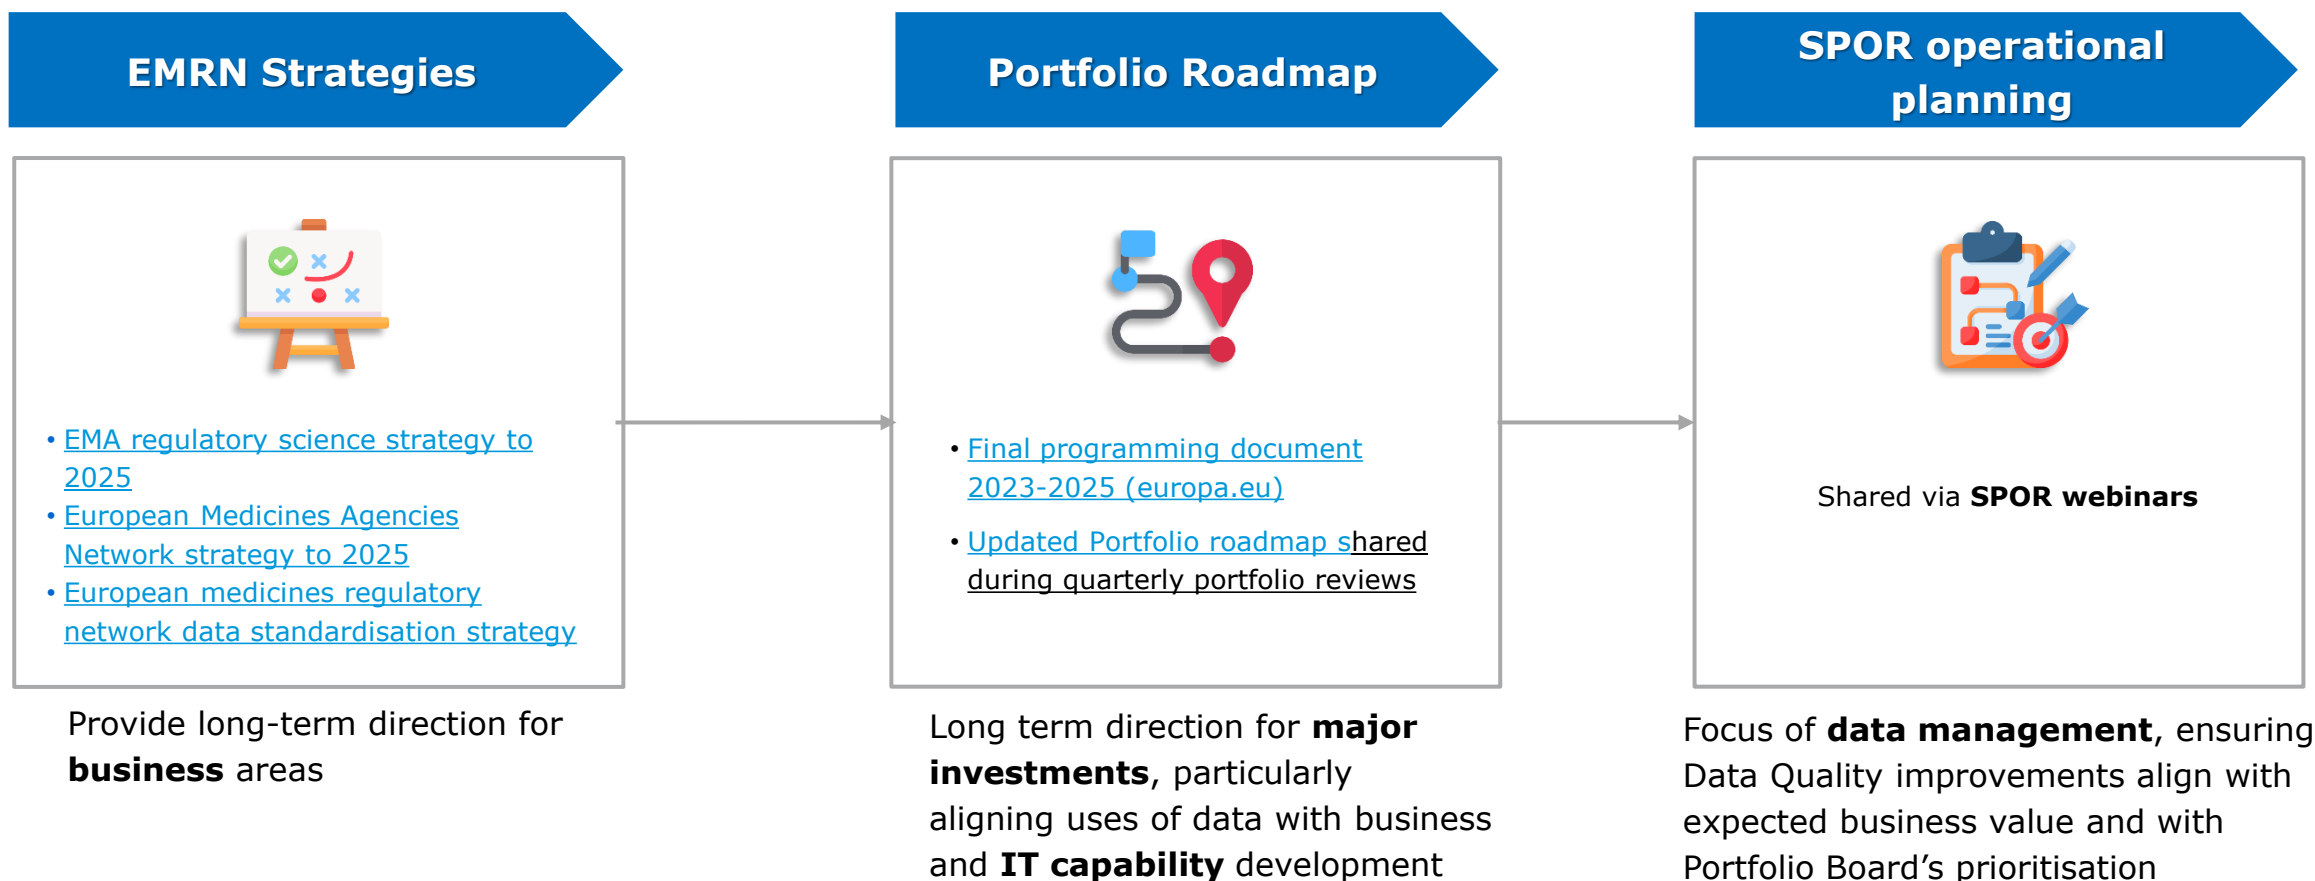 EMRN Strategies
Portfolio Roadmap
SPOR operational
planning
• EMA regulatory science strategy to
2025
• European Medicines Agencies
Network strategy to 2025
• European medicines regulatory
network data standardisation strategy
• Final programming document
2023-2025 (europa.eu)
• Updated Portfolio roadmap shared
during quarterly portfolio reviews
Shared via SPOR webinars
Provide long-term direction for
business areas
Long term direction for major
investments, particularly
aligning uses of data with business
and IT capability development
Focus of data management, ensuring
Data Quality improvements align with
expected business value and with
Portfolio Board’s prioritisation